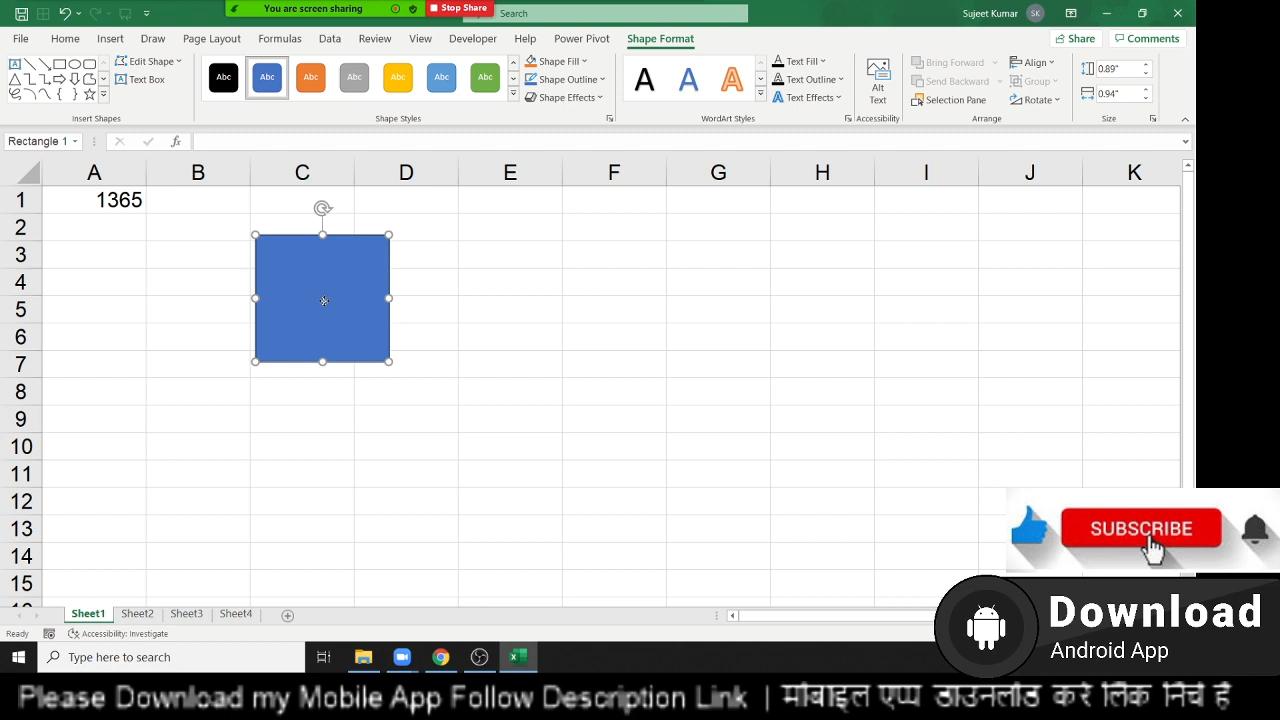 You are screen sharing
Stop Share
Search
Sujeet Kumar
SK
File Home Insert Draw Page Layout Formulas Data Review View Developer Help Power Pivot Shape Format Share Comments
Edit Shape
Text Box
Insert Shapes
Abc Abc Abc Abc Abc Abc Abc
Shape Fill
Shape Outline
Shape Effects
Shape Styles
A A A
Text Fill
Text Outline
Text Effects
WordArt Styles
Alt Text
Accessibility
Bring Forward
Send Backward
Selection Pane
Align
Group
Rotate
Arrange
0.89"
0.94"
Size
Rectangle 1
fx
A B C D E F G H I J K
1 1365
2
3
4
5
6
7
8
9
10
11
12
13
14
15
SUBSCRIBE
Sheet1 Sheet2 Sheet3 Sheet4
Ready
Accessibility: Investigate
Download
Android App
Type here to search
Please Download my Mobile App Follow Description Link | मोबाइल एप्प डाउनलोड करे लिंक निचे है